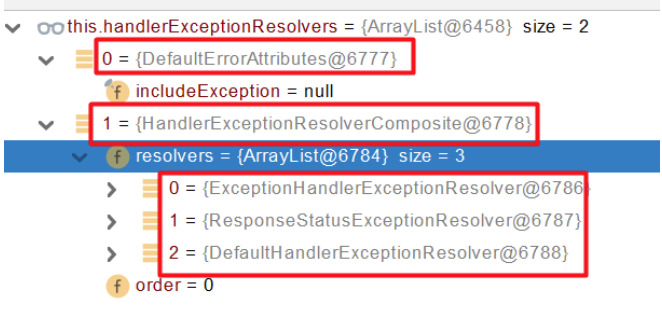 this.handlerExceptionResolvers = {ArrayList@6458} size = 2
0 = {DefaultErrorAttributes@6777}
f includeException = null
1 = {HandlerExceptionResolverComposite@6778}
f resolvers = {ArrayList@6784} size = 3
0 = {ExceptionHandlerExceptionResolver@6786}
1 = {ResponseStatusExceptionResolver@6787}
2 = {DefaultHandlerExceptionResolver@6788}
f order = 0